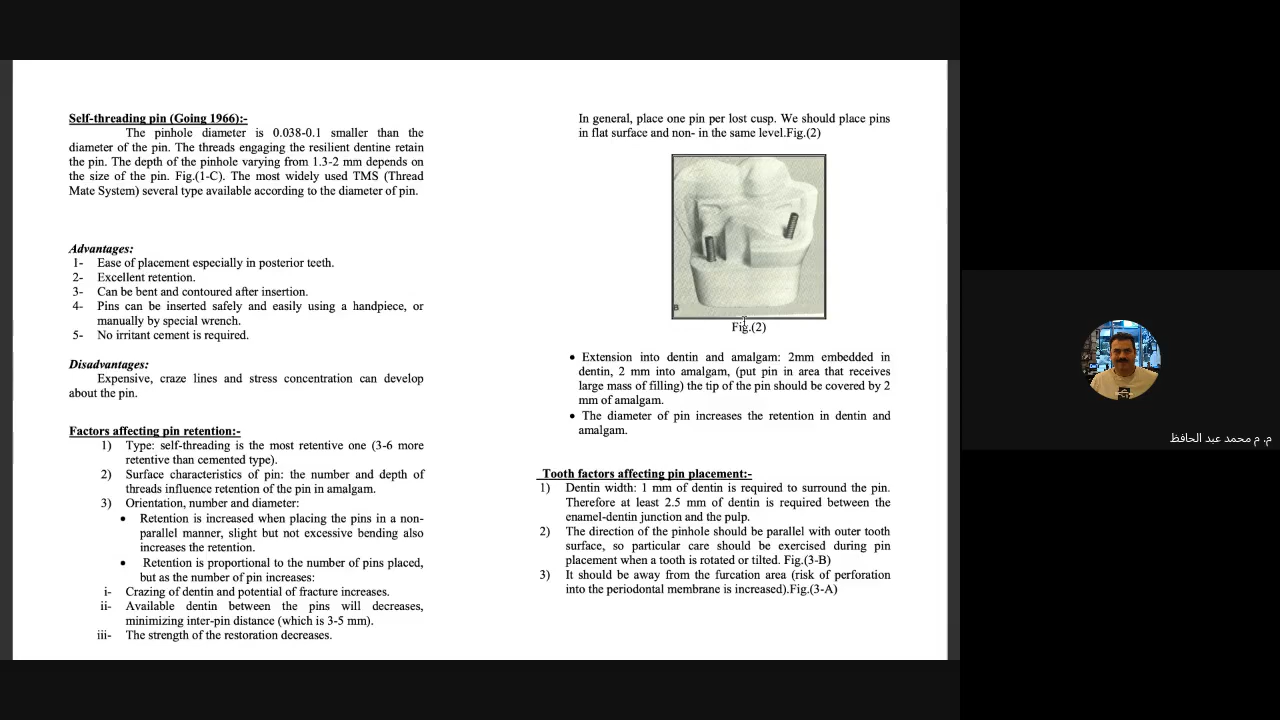 Self-threading pin (Going 1966):-
The pinhole diameter is 0.038-0.1 smaller than the
diameter of the pin. The threads engaging the resilient dentine retain
the pin. The depth of the pinhole varying from 1.3-2 mm depends on
the size of the pin. Fig.(1-C). The most widely used TMS (Thread
Mate System) several type available according to the diameter of pin.
Advantages:
1- Ease of placement especially in posterior teeth.
2- Excellent retention.
3- Can be bent and contoured after insertion.
4- Pins can be inserted safely and easily using a handpiece, or
manually by special wrench.
5- No irritant cement is required.
Disadvantages:
Expensive, craze lines and stress concentration can develop
about the pin.
Factors affecting pin retention:-
1) Type: self-threading is the most retentive one (3-6 more
retentive than cemented type).
2) Surface characteristics of pin: the number and depth of
threads influence retention of the pin in amalgam.
3) Orientation, number and diameter:
• Retention is increased when placing the pins in a non-
parallel manner, slight but not excessive bending also
increases the retention.
• Retention is proportional to the number of pins placed,
but as the number of pin increases:
i- Crazing of dentin and potential of fracture increases.
ii- Available dentin between the pins will decreases,
minimizing inter-pin distance (which is 3-5 mm).
iii- The strength of the restoration decreases.
In general, place one pin per lost cusp. We should place pins
in flat surface and non- in the same level.Fig.(2)
B
Fig.(2)
• Extension into dentin and amalgam: 2mm embedded in
dentin, 2 mm into amalgam, (put pin in area that receives
large mass of filling) the tip of the pin should be covered by 2
mm of amalgam.
• The diameter of pin increases the retention in dentin and
amalgam.
Tooth factors affecting pin placement:-
1) Dentin width: 1 mm of dentin is required to surround the pin.
Therefore at least 2.5 mm of dentin is required between the
enamel-dentin junction and the pulp.
2) The direction of the pinhole should be parallel with outer tooth
surface, so particular care should be exercised during pin
placement when a tooth is rotated or tilted. Fig.(3-B)
3) It should be away from the furcation area (risk of perforation
into the periodontal membrane is increased).Fig.(3-A)
م. م محمد عبد الحافظ